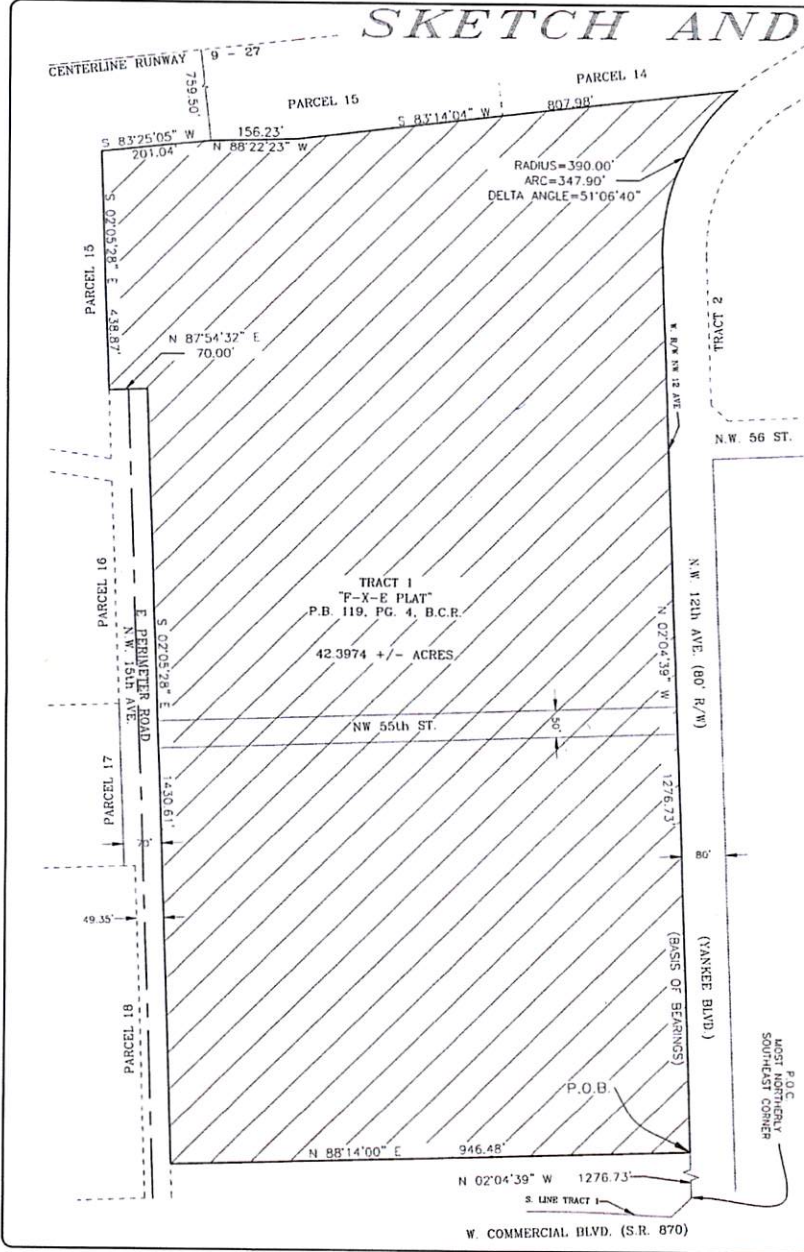 SKETCH AND
CENTERLINE RUNWAY 9 - 27
759.50'
PARCEL 15
PARCEL 14
S 83°25'05" W
201.04'
156.23'
N 88°22'23" W
S 83°14'04" W
807.98'
RADIUS=390.00'
ARC=347.90'
DELTA ANGLE=51°06'40"
PARCEL 15
S 02°05'28" E
438.87'
N 87°54'32" E
70.00'
TRACT 2
W. R/W NW 12 AVE
N.W. 56 ST.
TRACT 1
"F-X-E PLAT"
P.B. 119, PG. 4, B.C.R.
42.3974 +/- ACRES
PARCEL 16
E PERIMETER ROAD
N.W. 15th AVE.
S 02°05'28" E
1430.61'
N 02°04'39" W
1276.73'
N.W. 12th AVE. (80' R/W)
NW 55th ST.
50'
PARCEL 17
70'
80'
49.35'
(BASIS OF BEARINGS)
(YANKEE BLVD.)
PARCEL 18
P.O.C.
MOST NORTHERLY
SOUTHEAST CORNER
P.O.B.
N 88°14'00" E 946.48'
N 02°04'39" W 1276.73'
S. LINE TRACT 1
W. COMMERCIAL BLVD. (S.R. 870)